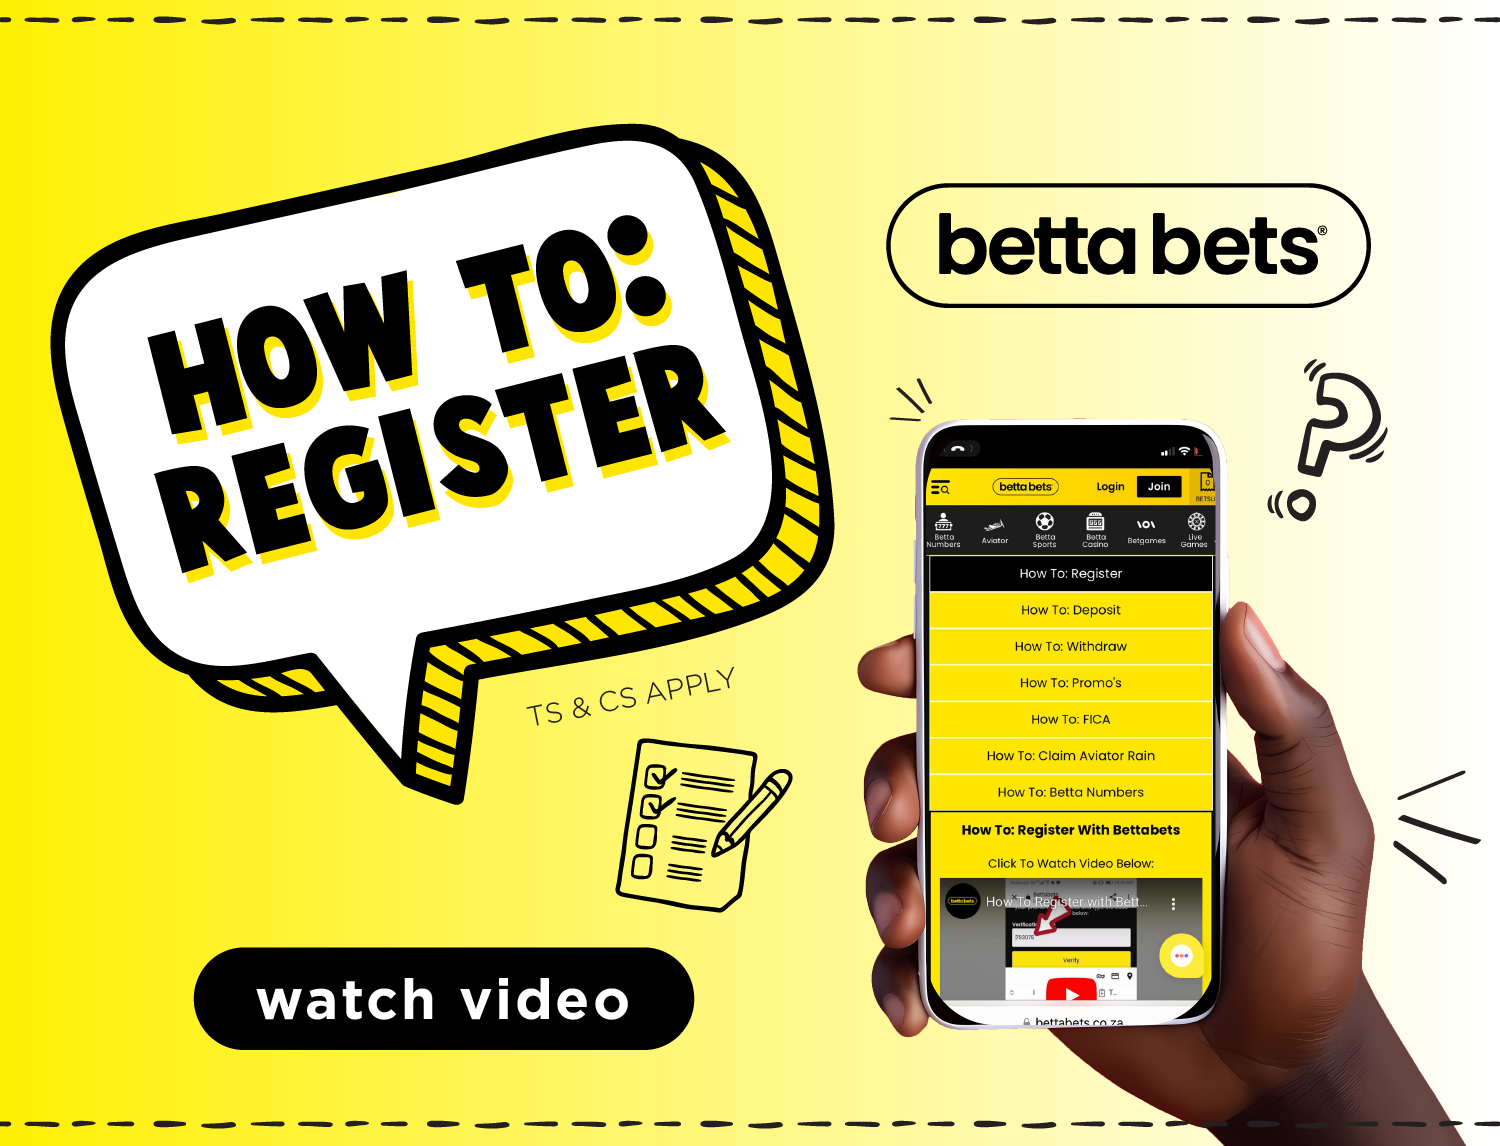 HOW TO:
REGISTER
TS & CS APPLY
watch video
betta bets®
betta bets
Login
Join
Betta Numbers
Aviator
Betta Sports
Betta Casino
Betgames
Live Games
How To: Register
How To: Deposit
How To: Withdraw
How To: Promo's
How To: FICA
How To: Claim Aviator Rain
How To: Betta Numbers
How To: Register With Bettabets
Click To Watch Video Below:
How To Register with Bett...
below:
Verify
bettabets.co.za